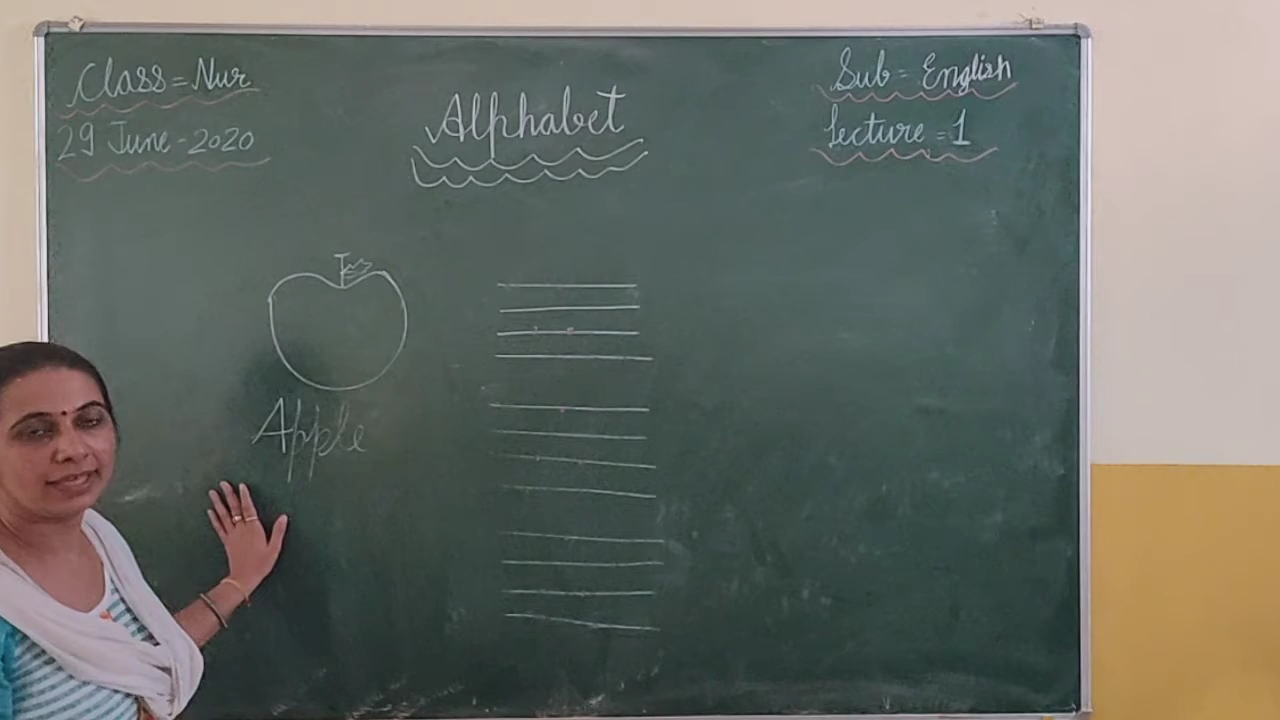 Class = Nur
29 June - 2020
Alphabet
Sub = English
Lecture = 1
Apple